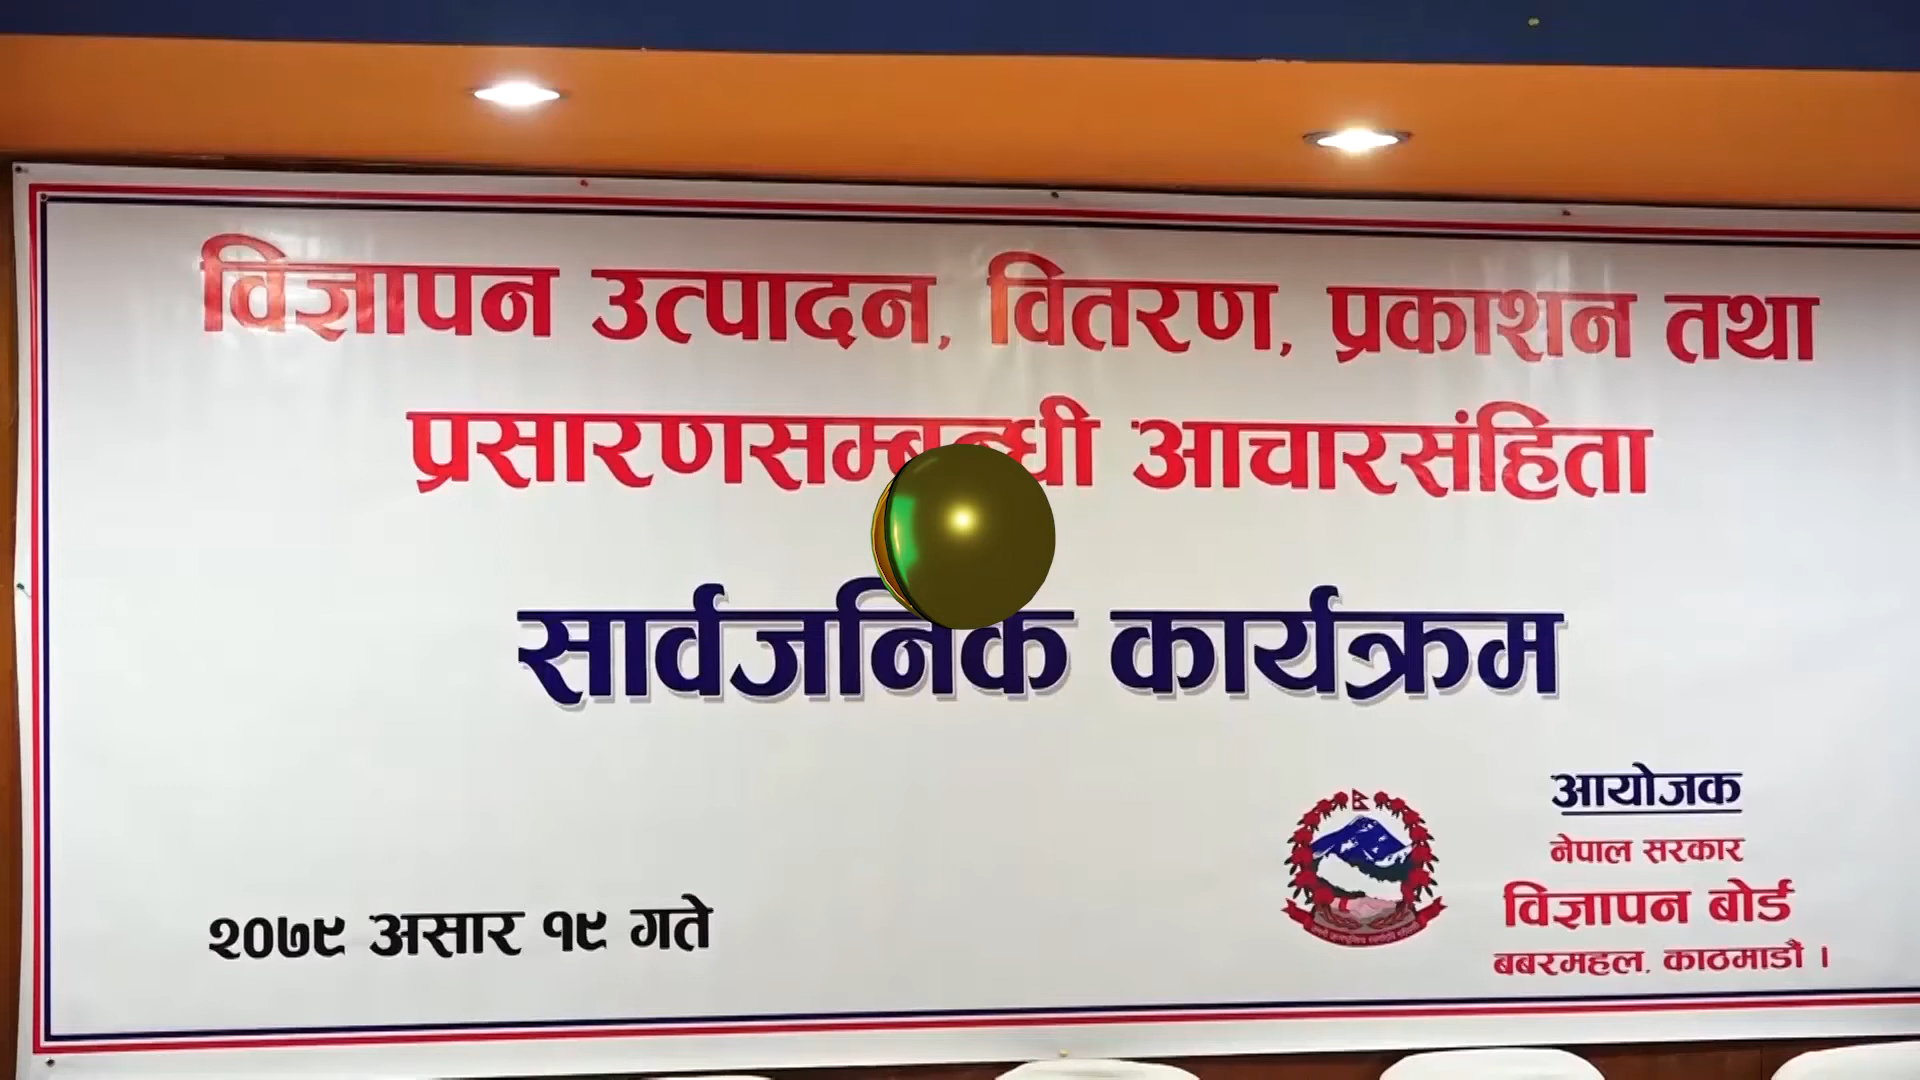 विज्ञापन उत्पादन, वितरण, प्रकाशन तथा
प्रसारणसम्बन्धी आचारसंहिता
सार्वजनिक कार्यक्रम
आयोजक
नेपाल सरकार
विज्ञापन बोर्ड
बबरमहल, काठमाडौं ।
२०७९ असार १९ गते